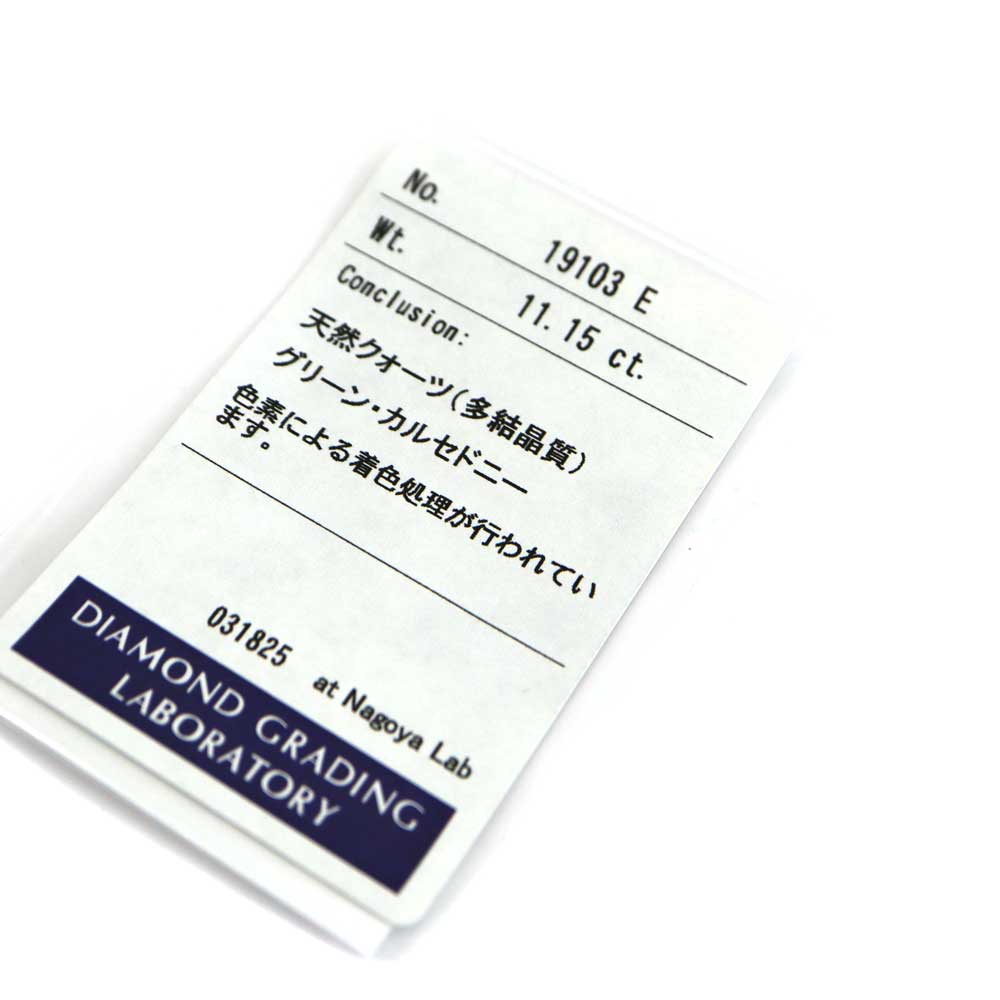 No. 19103 E
Wt. 11.15 ct.
Conclusion:
天然クォーツ(多結晶質)
グリーン・カルセドニー
色素による着色処理が行われてい
ます。
031825 at Nagoya Lab
DIAMOND GRADING
LABORATORY